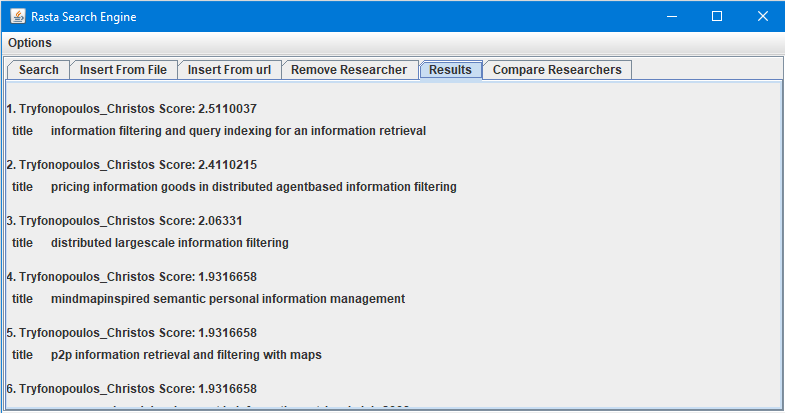 Rasta Search Engine
Options
Search Insert From File Insert From url Remove Researcher Results Compare Researchers
1. Tryfonopoulos_Christos Score: 2.5110037
title information filtering and query indexing for an information retrieval
2. Tryfonopoulos_Christos Score: 2.4110215
title pricing information goods in distributed agentbased information filtering
3. Tryfonopoulos_Christos Score: 2.06331
title distributed largescale information filtering
4. Tryfonopoulos_Christos Score: 1.9316658
title mindmapinspired semantic personal information management
5. Tryfonopoulos_Christos Score: 1.9316658
title p2p information retrieval and filtering with maps
6. Tryfonopoulos_Christos Score: 1.9316658